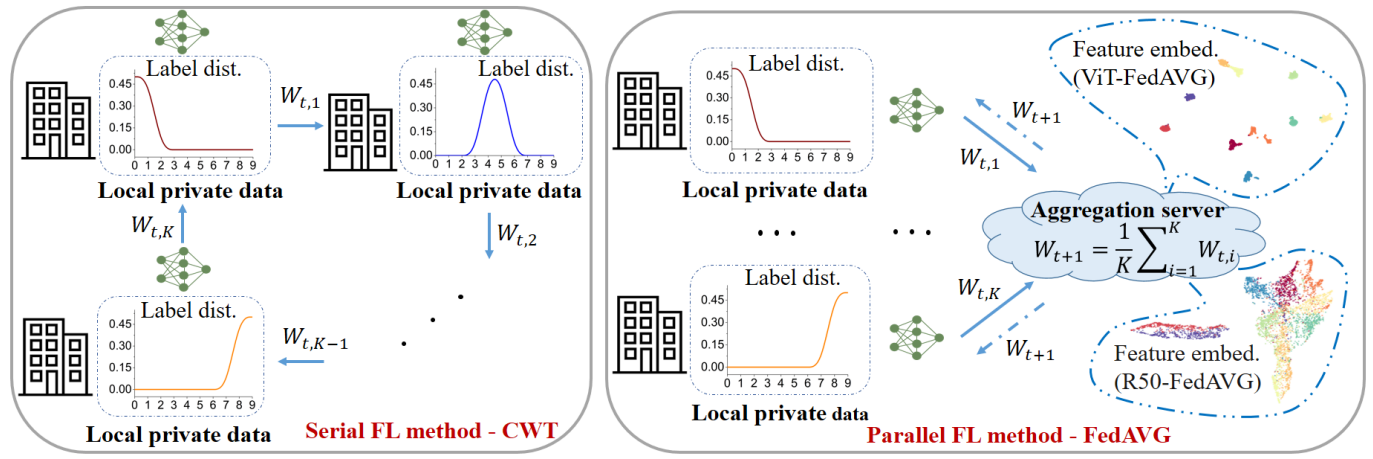 Label dist.
0.45
0.30
0.15
0.00
0 1 2 3 4 5 6 7 8 9
Local private data
W_{t,1}
Label dist.
0.45
0.30
0.15
0.00
0 1 2 3 4 5 6 7 8 9
Local private data
W_{t,K}
W_{t,2}
Label dist.
0.45
0.30
0.15
0.00
0 1 2 3 4 5 6 7 8 9
Local private data
W_{t,K-1}
Serial FL method - CWT
Label dist.
0.45
0.30
0.15
0.00
0 1 2 3 4 5 6 7 8 9
Local private data
W_{t+1}
W_{t,1}
Feature embed.
(ViT-FedAVG)
Aggregation server
W_{t+1} = \frac{1}{K} \sum_{i=1}^{K} W_{t,i}
Label dist.
0.45
0.30
0.15
0.00
0 1 2 3 4 5 6 7 8 9
Local private data
W_{t,K}
W_{t+1}
Feature embed.
(R50-FedAVG)
Parallel FL method - FedAVG